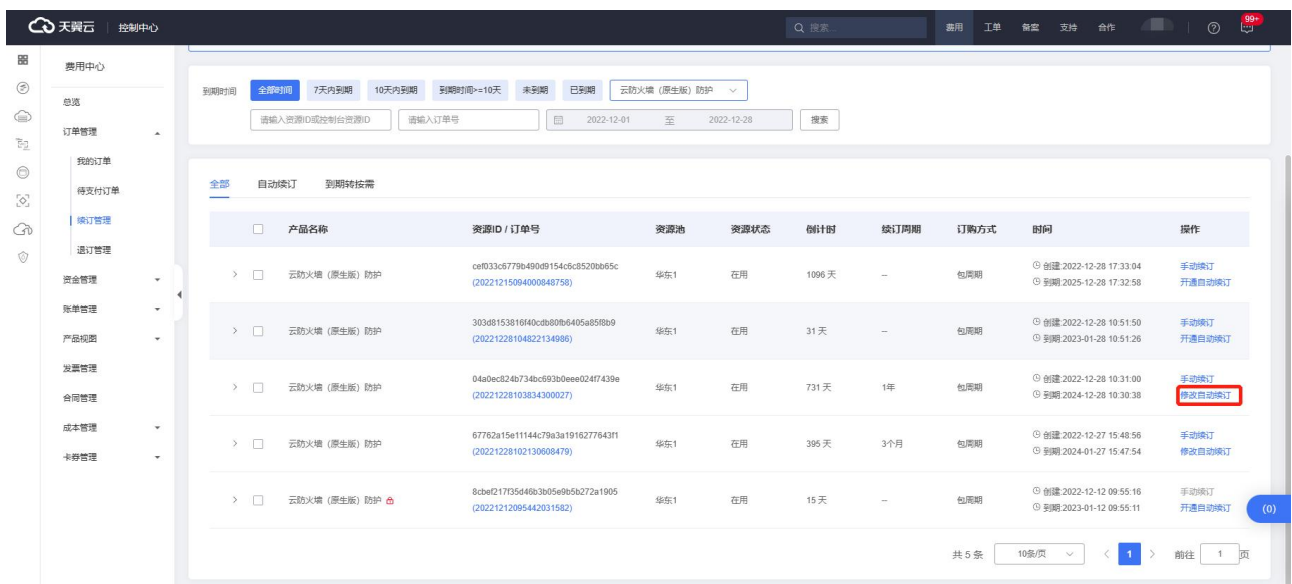 天翼云 控制中心 搜索... 费用 工单 备案 支持 合作 99+
费用中心
总览
订单管理
我的订单
待支付订单
续订管理
退订管理
资金管理
账单管理
产品视图
发票管理
合同管理
成本管理
卡券管理
到期时间 全部时间 7天内到期 10天内到期 到期时间>=10天 未到期 已到期 云防火墙（原生版）防护
请输入资源ID或控制台资源ID 请输入订单号 2022-12-01 至 2022-12-28 搜索
全部 自动续订 到期转按需
产品名称 资源ID / 订单号 资源池 资源状态 倒计时 续订周期 订购方式 时间 操作
云防火墙（原生版）防护 cef033c6779b490d9154c6c8520bb65c 华东1 在用 1096 天 -- 包周期 创建:2022-12-28 17:33:04 手动续订
(20221215094000848758) 到期:2025-12-28 17:32:58 开通自动续订
云防火墙（原生版）防护 303d8153816f40cdb80fb6405a85f8b9 华东1 在用 31 天 -- 包周期 创建:2022-12-28 10:51:50 手动续订
(20221228104822134986) 到期:2023-01-28 10:51:26 开通自动续订
云防火墙（原生版）防护 04a0ec824b734bc693b0eee024f7439e 华东1 在用 731 天 1年 包周期 创建:2022-12-28 10:31:00 手动续订
(20221228103834300027) 到期:2024-12-28 10:30:38 修改自动续订
云防火墙（原生版）防护 67762a15e11144c79a3a1916277643f1 华东1 在用 395 天 3个月 包周期 创建:2022-12-27 15:48:56 手动续订
(20221228102130608479) 到期:2024-01-27 15:47:54 修改自动续订
云防火墙（原生版）防护 8cbef217f35d46b3b05e9b5b272a1905 华东1 在用 15 天 -- 包周期 创建:2022-12-12 09:55:16 手动续订
(20221212095442031582) 到期:2023-01-12 09:55:11 开通自动续订
(0)
共 5 条 10条/页 1 前往 1 页